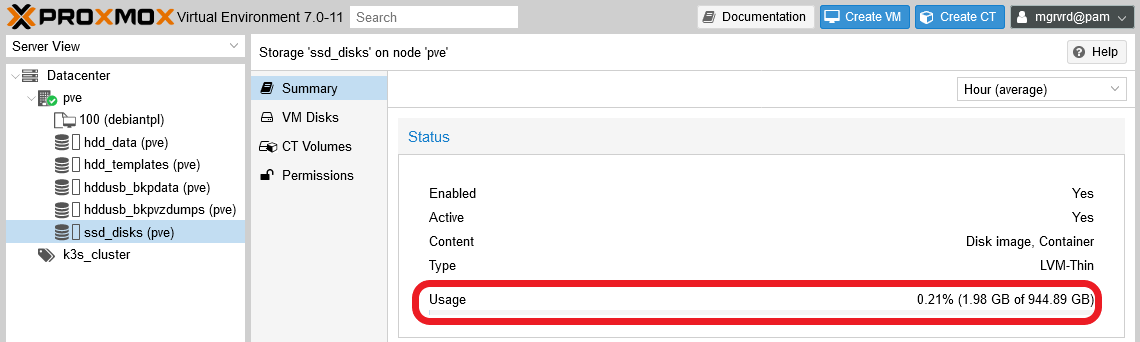 PROXMOX Virtual Environment 7.0-11 Search Documentation Create VM Create CT mgrvrd@pam
Server View
Storage 'ssd_disks' on node 'pve' Help
Datacenter
pve
100 (debiantpl)
hdd_data (pve)
hdd_templates (pve)
hddusb_bkpdata (pve)
hddusb_bkpvzdumps (pve)
ssd_disks (pve)
k3s_cluster
Summary
VM Disks
CT Volumes
Permissions
Hour (average)
Status
Enabled Yes
Active Yes
Content Disk image, Container
Type LVM-Thin
Usage 0.21% (1.98 GB of 944.89 GB)